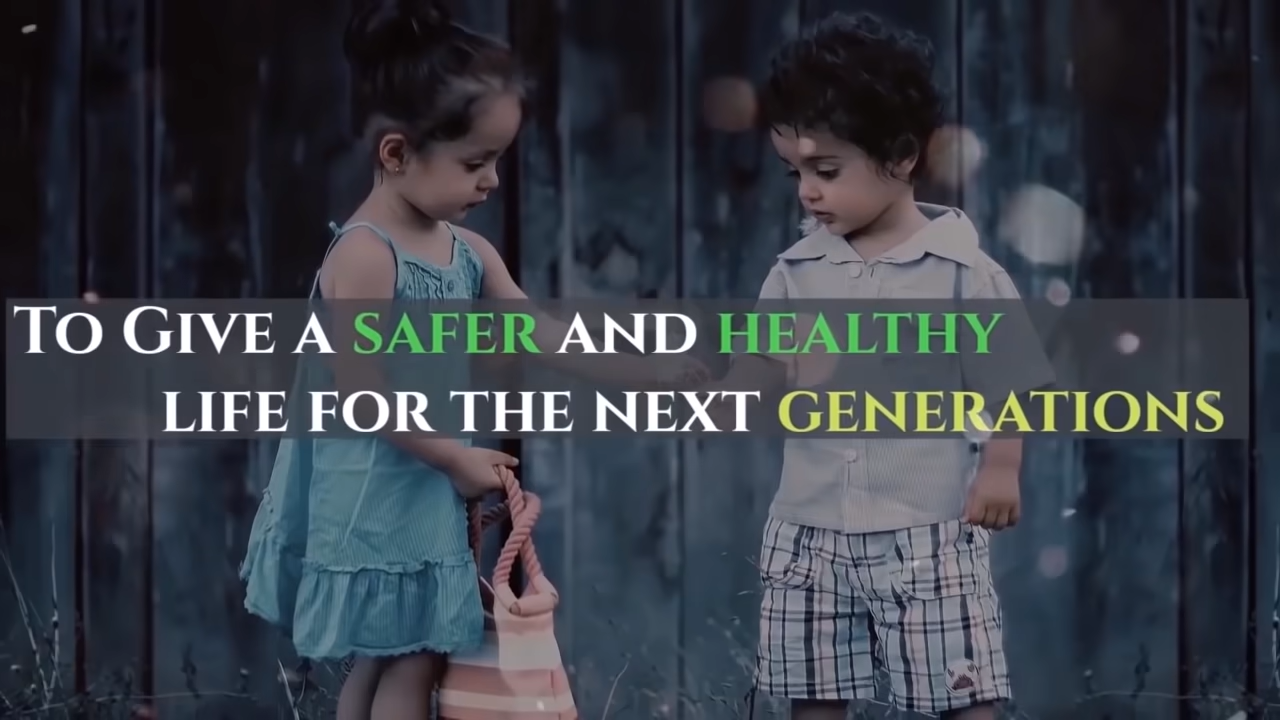 To Give a safer and healthy
life for the next generations